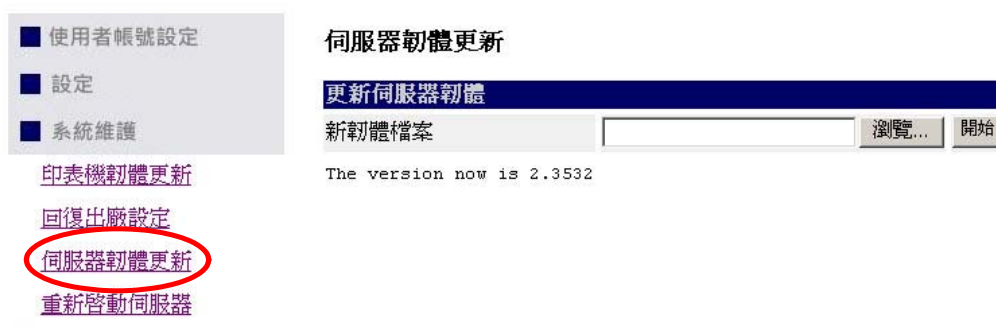 使用者帳號設定
設定
系統維護
印表機韌體更新
回復出廠設定
伺服器韌體更新
重新啓動伺服器
伺服器韌體更新
更新伺服器韌體
新韌體檔案
瀏覽...
開始
The version now is 2.3532